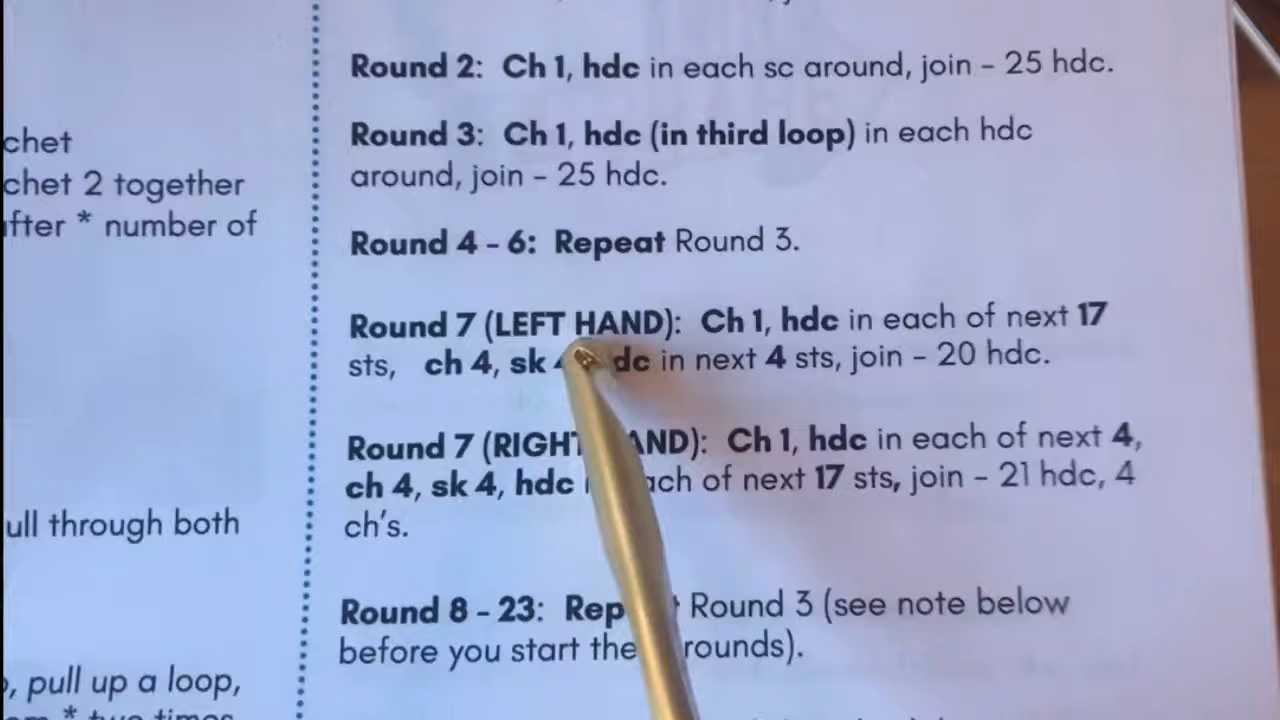 chet
chet 2 together
after * number of
ull through both
, pull up a loop,
* two times
Round 2: Ch 1, hdc in each sc around, join - 25 hdc.
Round 3: Ch 1, hdc (in third loop) in each hdc
around, join - 25 hdc.
Round 4 - 6: Repeat Round 3.
Round 7 (LEFT HAND): Ch 1, hdc in each of next 17
sts, ch 4, sk dc in next 4 sts, join - 20 hdc.
Round 7 (RIGHT AND): Ch 1, hdc in each of next 4,
ch 4, sk 4, hdc ach of next 17 sts, join - 21 hdc, 4
ch's.
Round 8 - 23: Rep Round 3 (see note below
before you start the rounds).